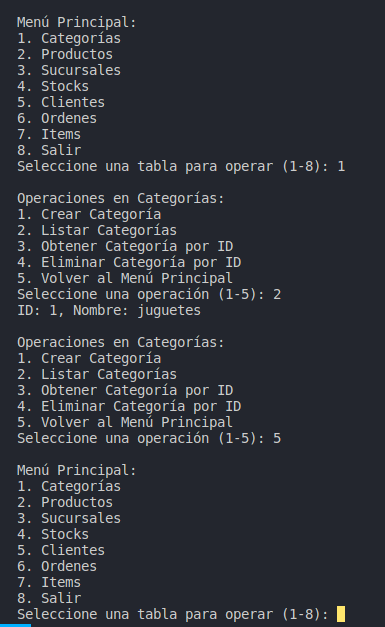 Menú Principal:
1. Categorías
2. Productos
3. Sucursales
4. Stocks
5. Clientes
6. Ordenes
7. Items
8. Salir
Seleccione una tabla para operar (1-8): 1
Operaciones en Categorías:
1. Crear Categoría
2. Listar Categorías
3. Obtener Categoría por ID
4. Eliminar Categoría por ID
5. Volver al Menú Principal
Seleccione una operación (1-5): 2
ID: 1, Nombre: juguetes
Operaciones en Categorías:
1. Crear Categoría
2. Listar Categorías
3. Obtener Categoría por ID
4. Eliminar Categoría por ID
5. Volver al Menú Principal
Seleccione una operación (1-5): 5
Menú Principal:
1. Categorías
2. Productos
3. Sucursales
4. Stocks
5. Clientes
6. Ordenes
7. Items
8. Salir
Seleccione una tabla para operar (1-8):